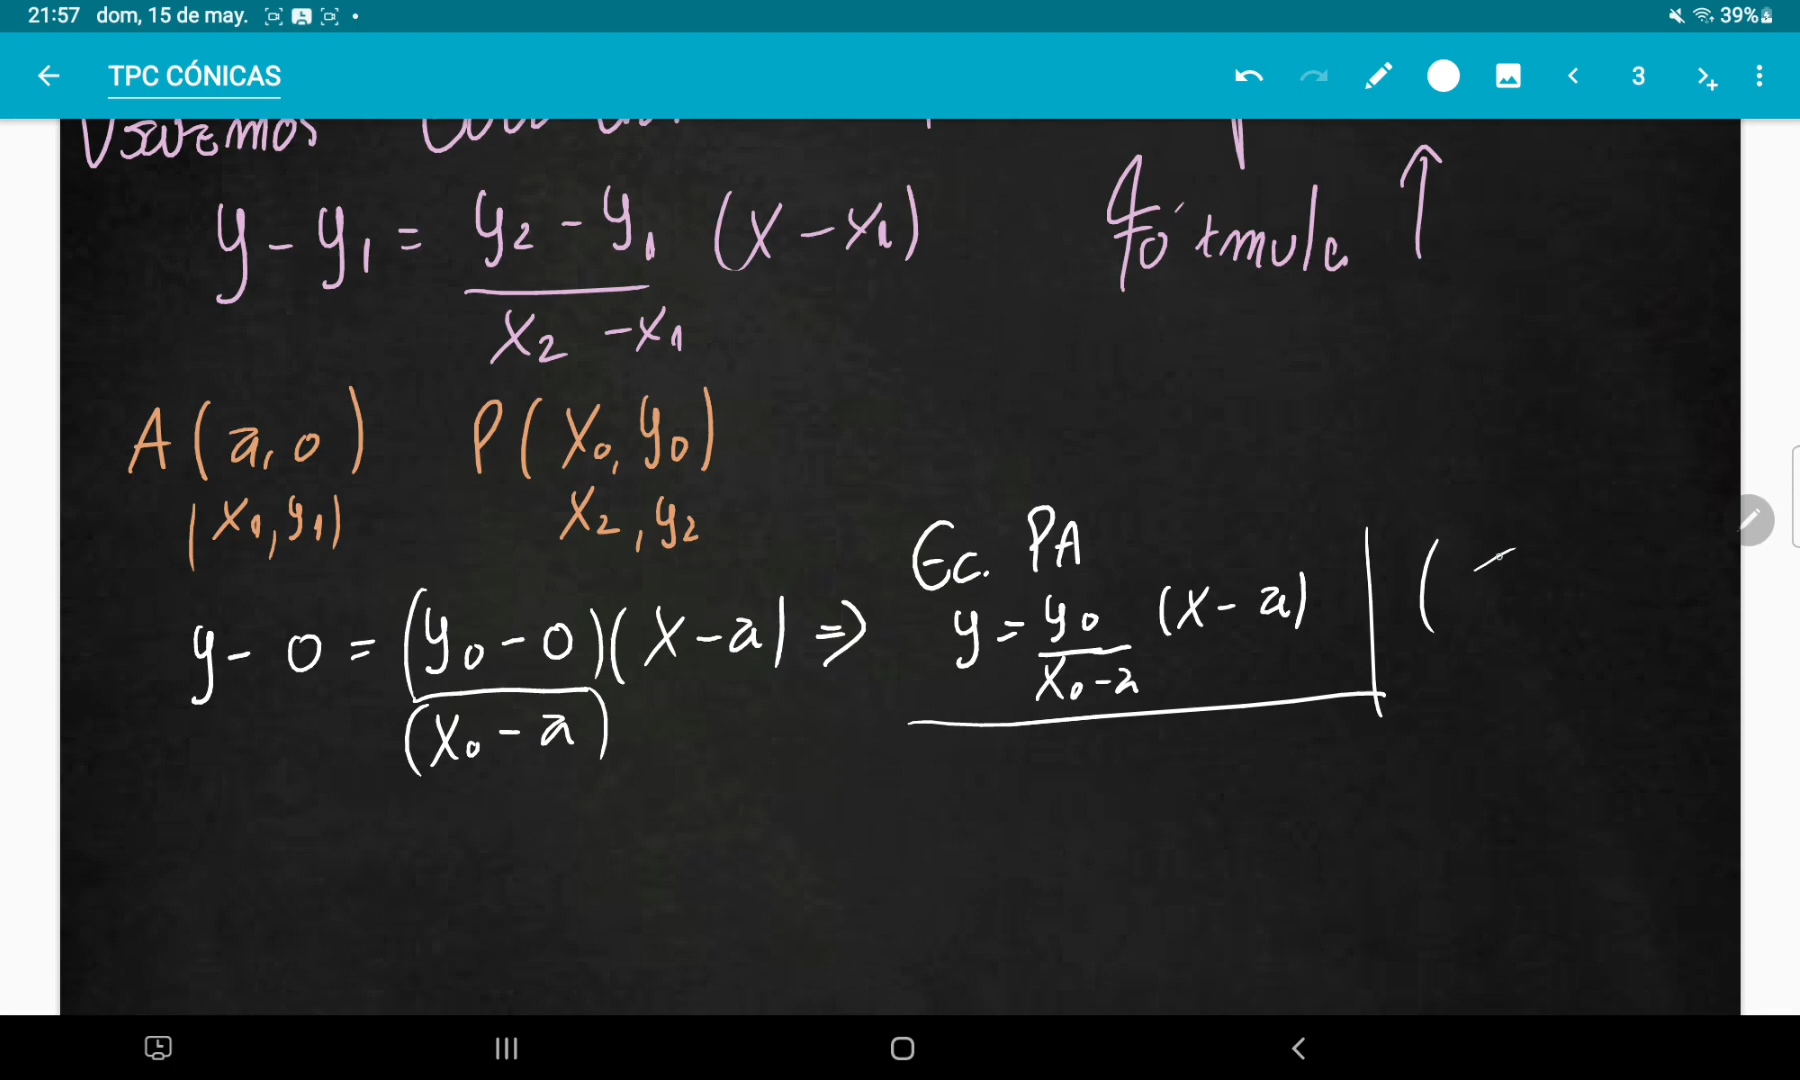 21:57 dom, 15 de may. 39%
TPC CÓNICAS 3
Usaremos
y - y₁ = y₂ - y₁ (x - x₁) fórmula ↑
x₂ - x₁
A(a, 0) P(x₀, y₀)
(x₁, y₁) x₂, y₂
Ec. PA
y - 0 = (y₀ - 0)(x - a) ⇒ y = y₀ (x - a) (
(x₀ - a) x₀ - a